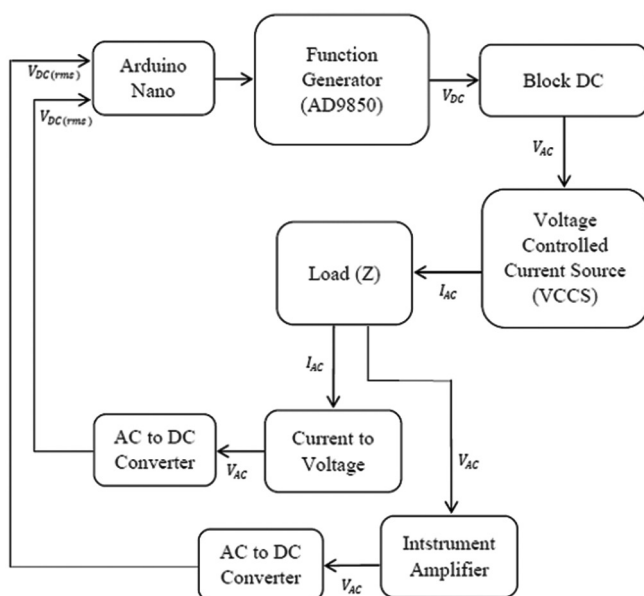 V_DC(rms)
Arduino
Nano
V_DC(rms)
Function
Generator
(AD9850)
V_DC
Block DC
V_AC
Voltage
Controlled
Current Source
(VCCS)
I_AC
Load (Z)
I_AC
V_AC
AC to DC
Converter
V_AC
Current to
Voltage
AC to DC
Converter
V_AC
Intstrument
Amplifier